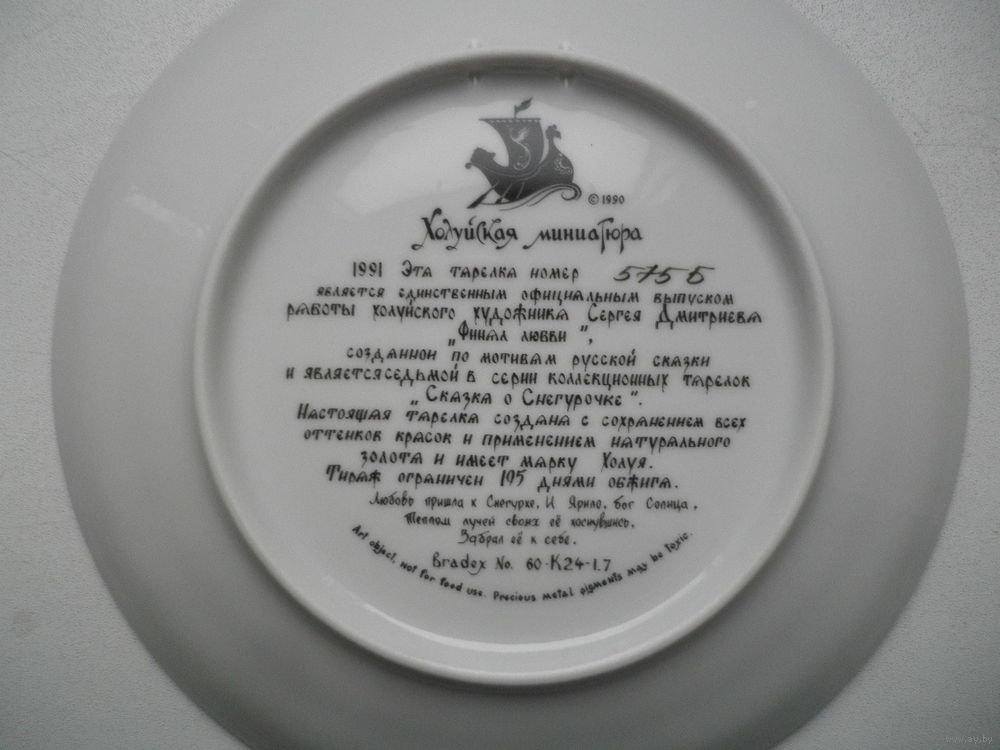 ©1990
Холуйская миниатюра
1991 Эта тарелка номер 5755
является единственным официальным выпуском
работы холуйского художника Сергея Дмитриева
„Финал любви",
созданной по мотивам русской сказки
и является седьмой в серии коллекционных тарелок
„Сказка о Снегурочке".
Настоящая тарелка создана с сохранением всех
оттенков красок и применением натурального
золота и имеет марку Холуя.
Тираж ограничен 195 днями обжига.
Любовь пришла к Снегурке, И Ярило, бог Солнца,
Теплом лучей своих её коснувшись,
Забрал её к себе.
Bradex No. 60-K24-1.7
Art object, not for food use. Precious metal pigments may be toxic.
www.ay.by